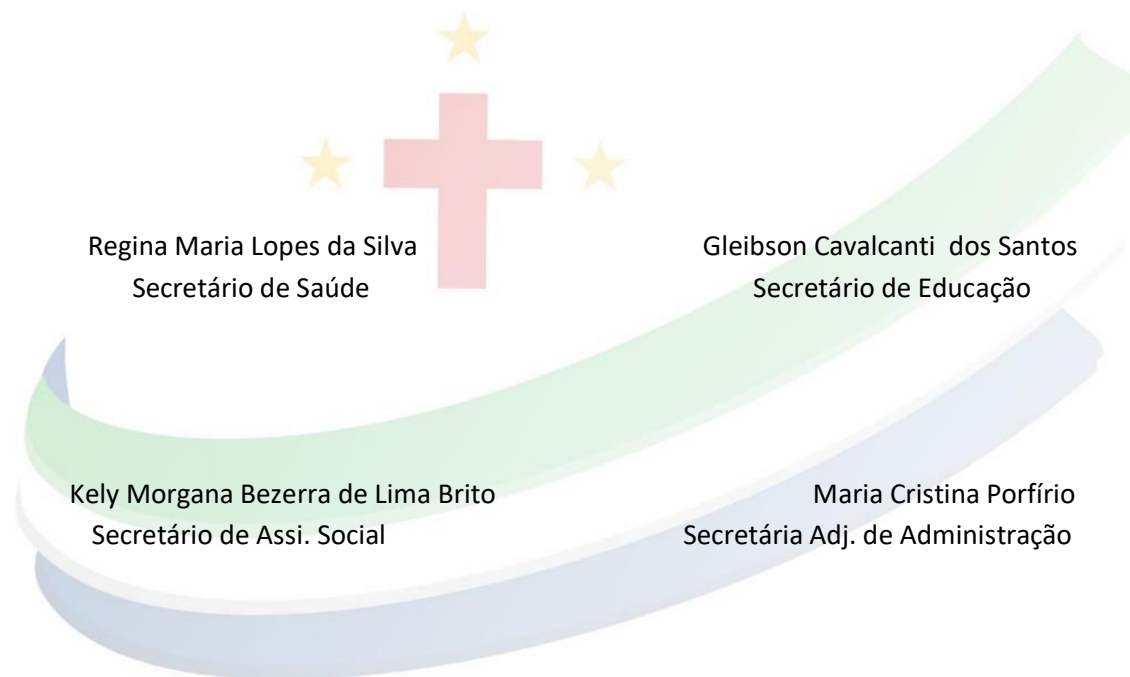 Regina Maria Lopes da Silva
Secretário de Saúde
Gleibson Cavalcanti  dos Santos
Secretário de Educação
Kely Morgana Bezerra de Lima Brito
Secretário de Assi. Social
Maria Cristina Porfírio
Secretária Adj. de Administração